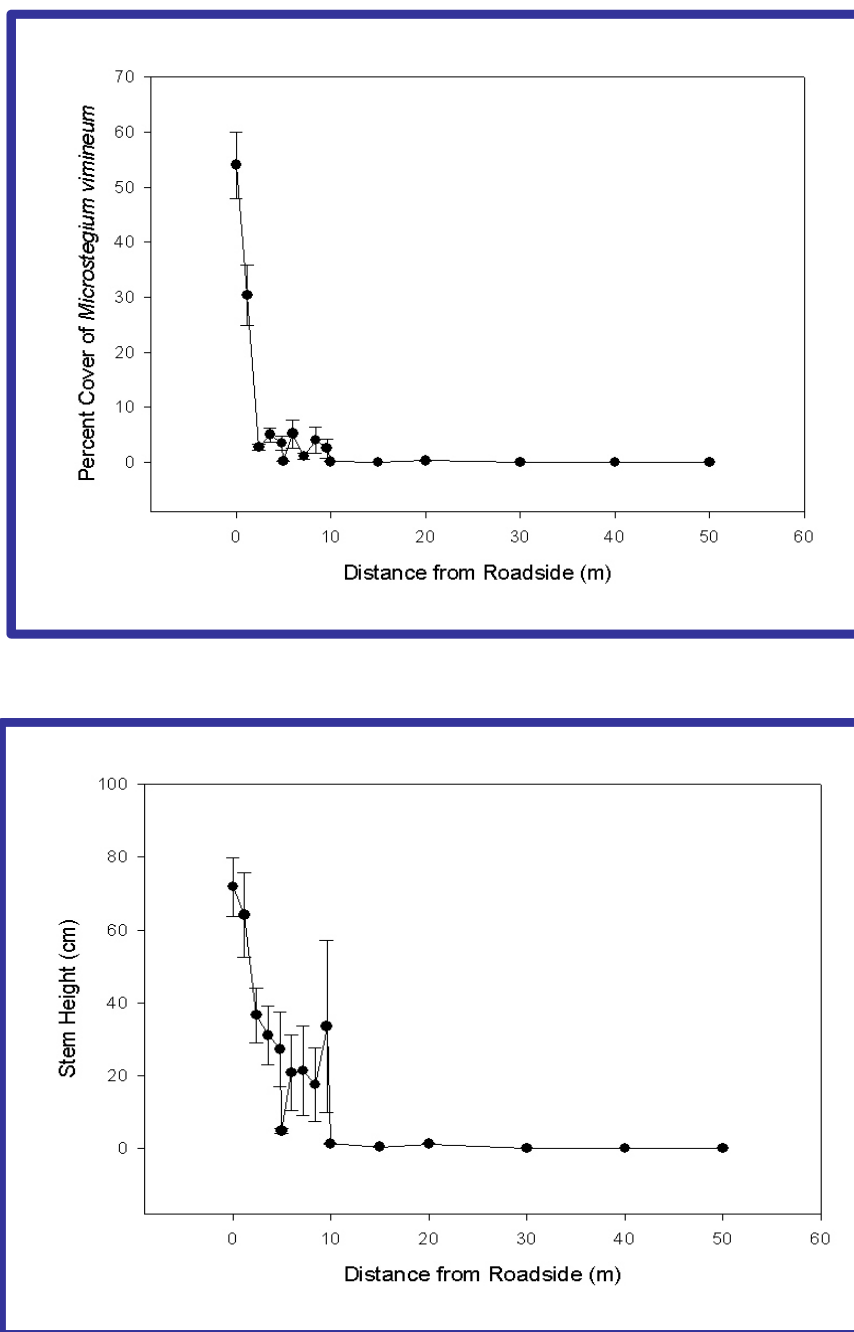 70
60
50
40
30
20
10
0
Percent Cover of Microstegium vimineum
0 10 20 30 40 50 60
Distance from Roadside (m)
100
80
60
40
20
0
Stem Height (cm)
0 10 20 30 40 50 60
Distance from Roadside (m)